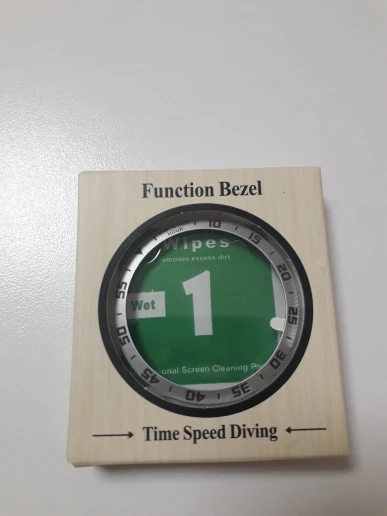 Function Bezel
HOUR 10 15 20 25 30 35 40 45 50 55
Wipes
removes excess dirt
Wet
1
onal Screen Cleaning
Time Speed Diving